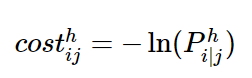 cost^h_{ij} = − ln(P^h_{i|j})